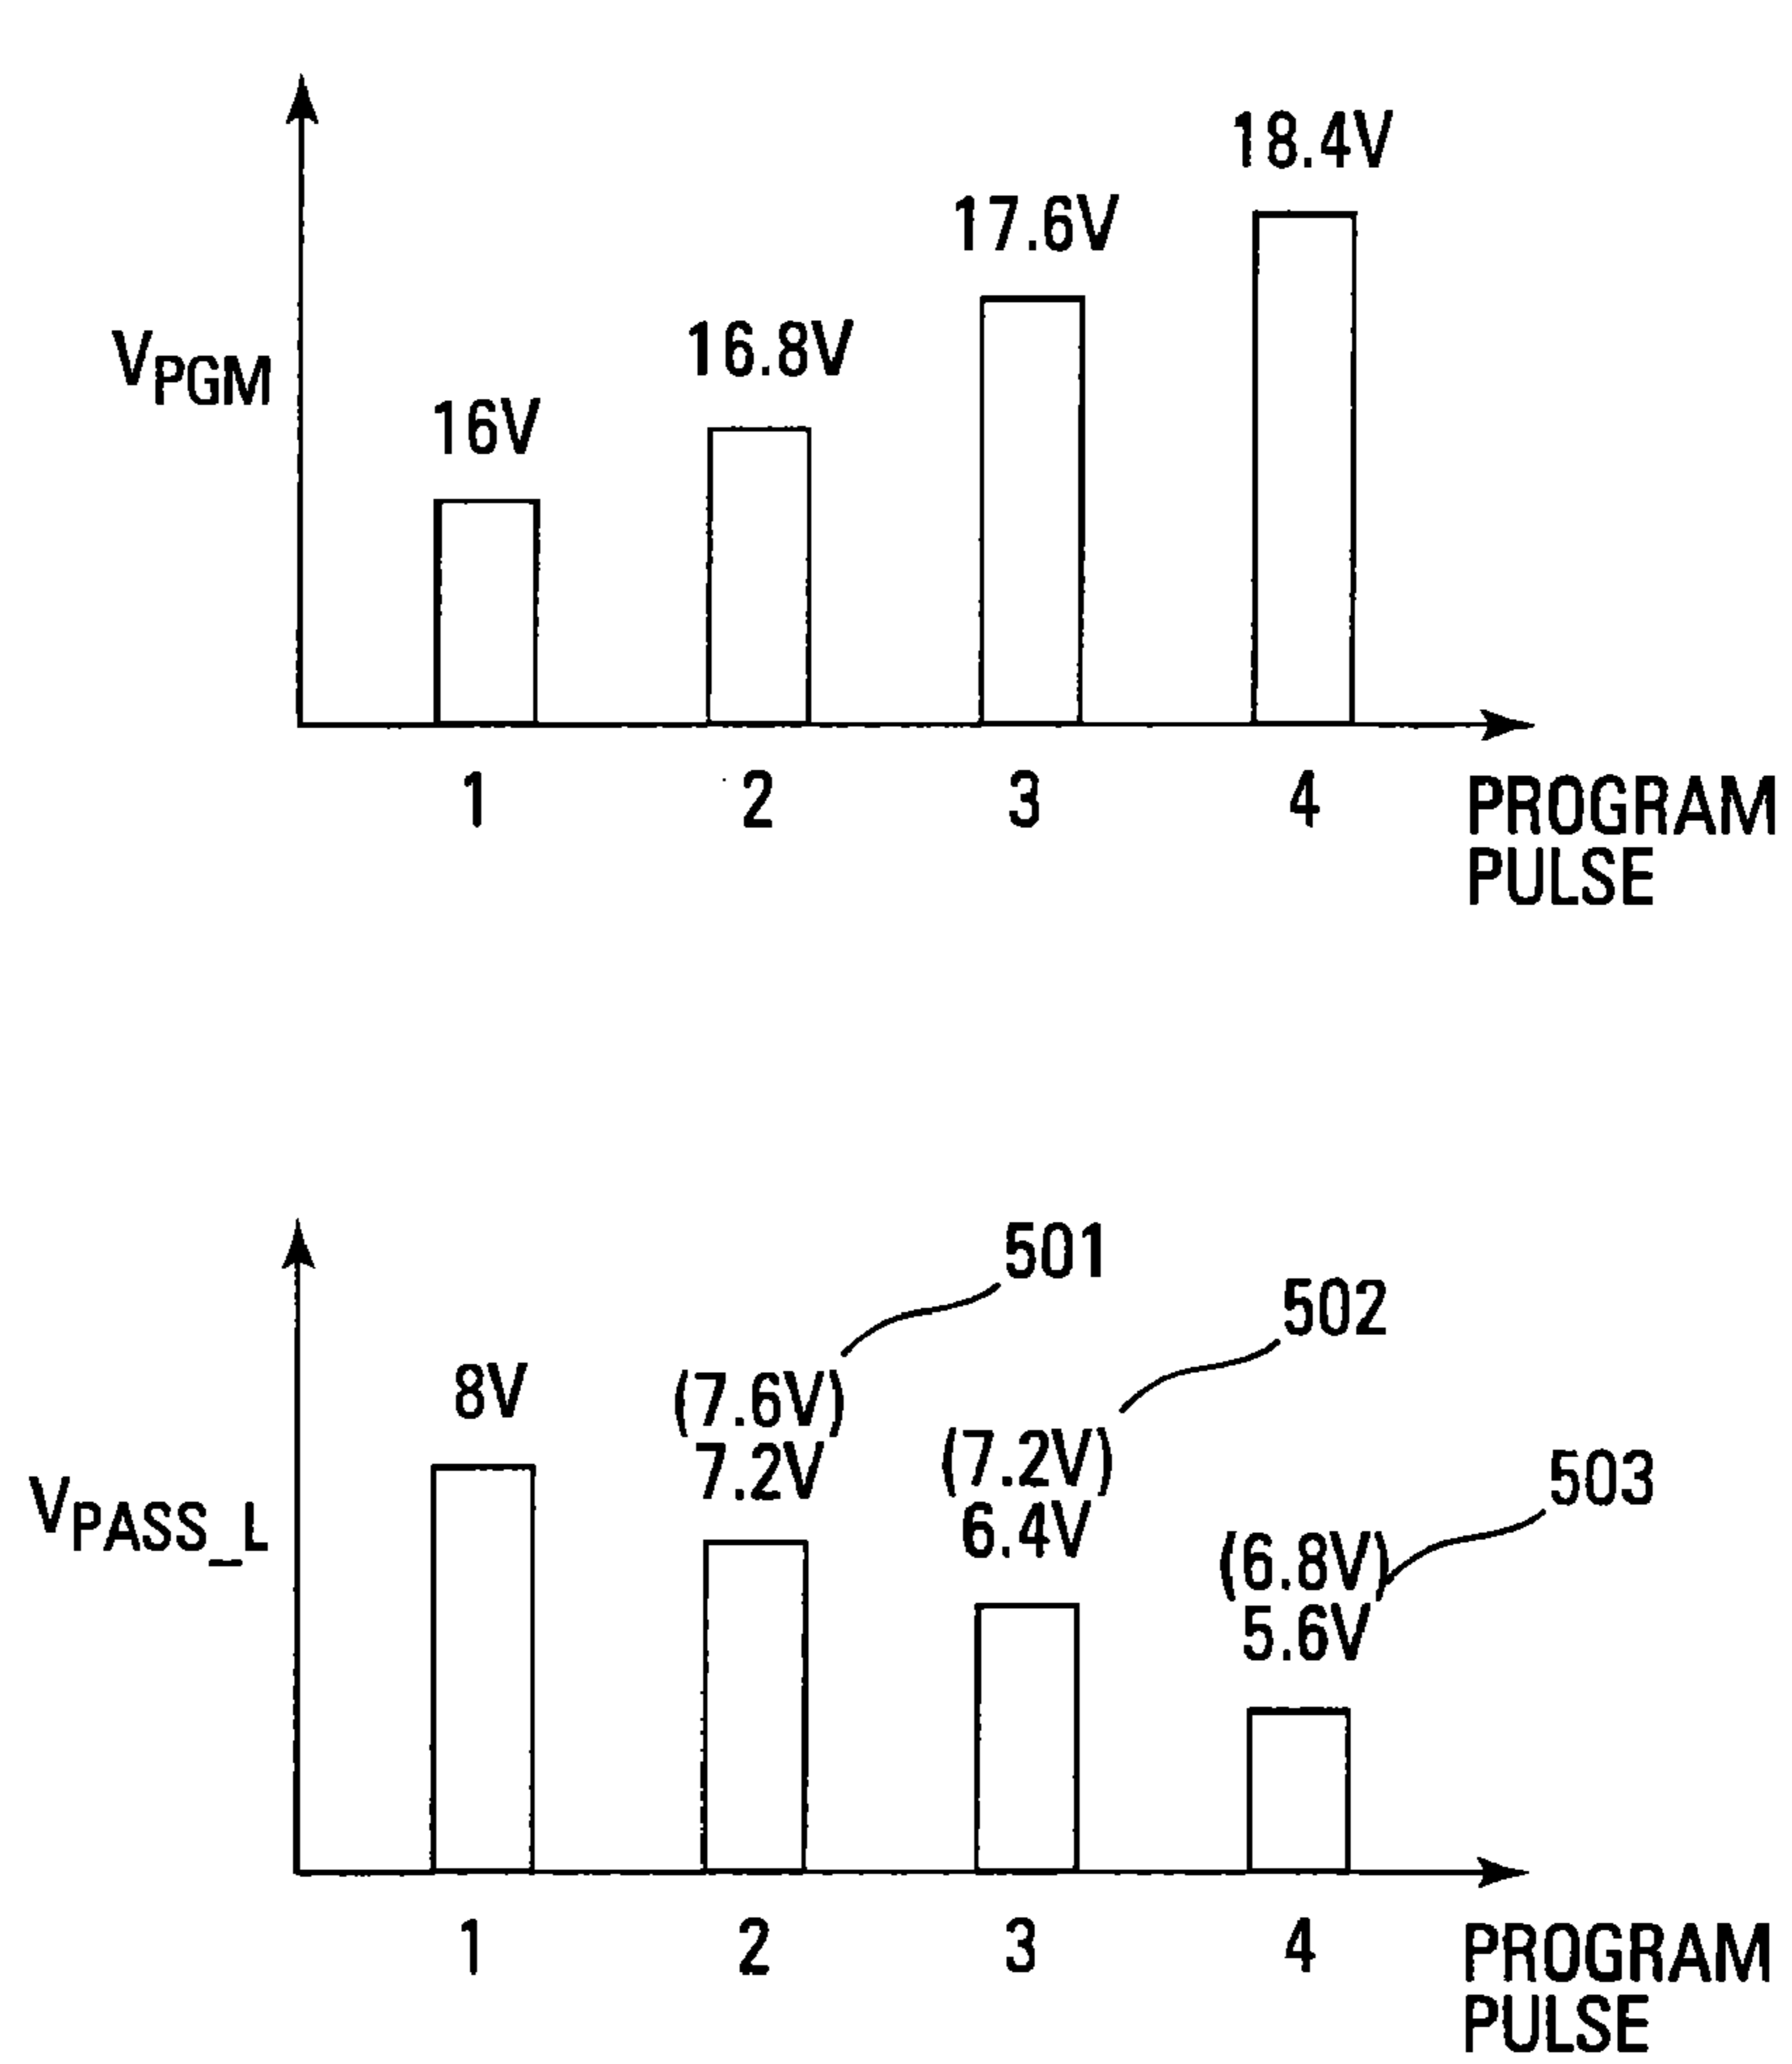 18.4V
17.6V
16.8V
16V
VPGM
1 2 3 4 PROGRAM
PULSE
501
502
8V
(7.6V)
7.2V
(7.2V)
6.4V
503
(6.8V)
5.6V
VPASS_L
1 2 3 4 PROGRAM
PULSE